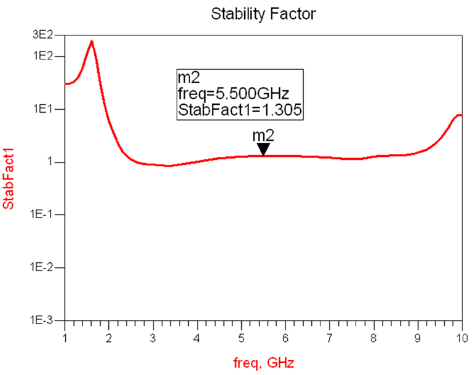 Stability Factor
3E2
1E2
1E1
1
1E-1
1E-2
1E-3
StabFact1
m2
freq=5.500GHz
StabFact1=1.305
m2
1 2 3 4 5 6 7 8 9 10
freq, GHz